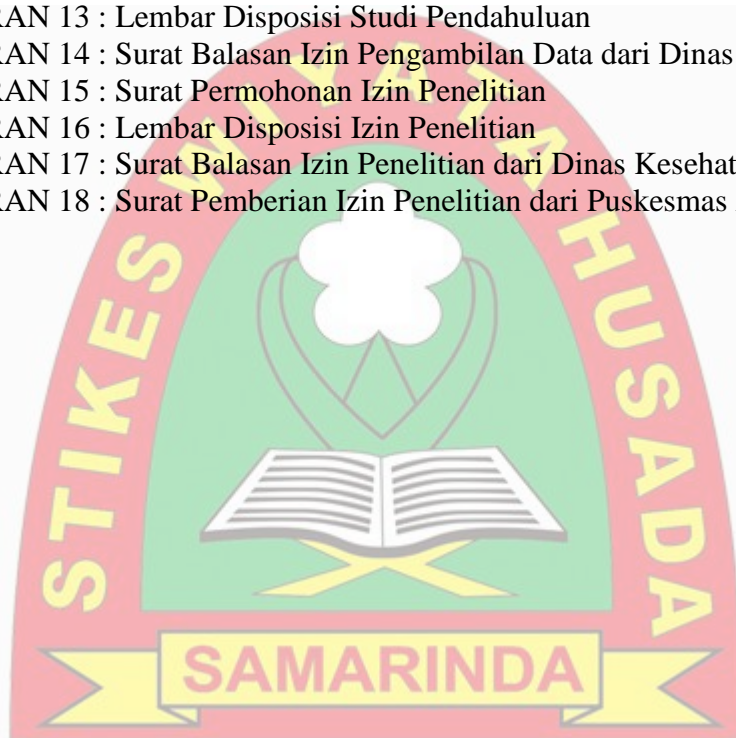 RAN 13 : Lembar Disposisi Studi Pendahuluan
RAN 14 : Surat Balasan Izin Pengambilan Data dari Dinas
RAN 15 : Surat Permohonan Izin Penelitian
RAN 16 : Lembar Disposisi Izin Penelitian
RAN 17 : Surat Balasan Izin Penelitian dari Dinas Kesehat
RAN 18 : Surat Pemberian Izin Penelitian dari Puskesmas
STIKES WIYATA HUSADA
SAMARINDA